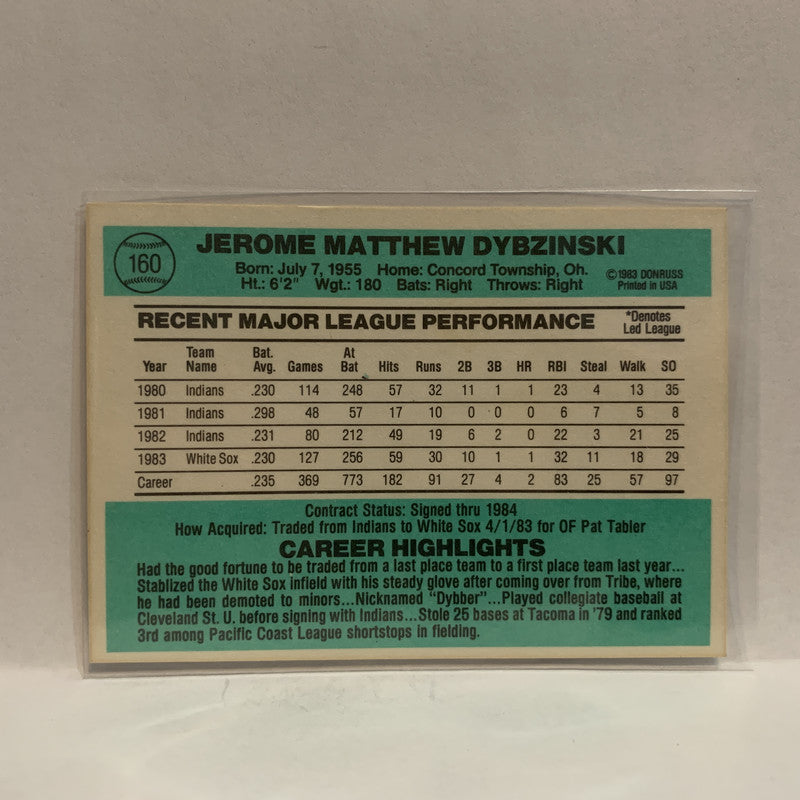 160
JEROME MATTHEW DYBZINSKI
Born: July 7, 1955 Home: Concord Township, Oh.
Ht.: 6'2" Wgt.: 180 Bats: Right Throws: Right
©1983 DONRUSS
Printed in USA
RECENT MAJOR LEAGUE PERFORMANCE
*Denotes
Led League
Year Team Name Bat. Avg. Games At Bat Hits Runs 2B 3B HR RBI Steal Walk SO
1980 Indians .230 114 248 57 32 11 1 1 23 4 13 35
1981 Indians .298 48 57 17 10 0 0 0 6 7 5 8
1982 Indians .231 80 212 49 19 6 2 0 22 3 21 25
1983 White Sox .230 127 256 59 30 10 1 1 32 11 18 29
Career .235 369 773 182 91 27 4 2 83 25 57 97
Contract Status: Signed thru 1984
How Acquired: Traded from Indians to White Sox 4/1/83 for OF Pat Tabler
CAREER HIGHLIGHTS
Had the good fortune to be traded from a last place team to a first place team last year...
Stablized the White Sox infield with his steady glove after coming over from Tribe, where
he had been demoted to minors...Nicknamed "Dybber"...Played collegiate baseball at
Cleveland St. U. before signing with Indians...Stole 25 bases at Tacoma in '79 and ranked
3rd among Pacific Coast League shortstops in fielding.